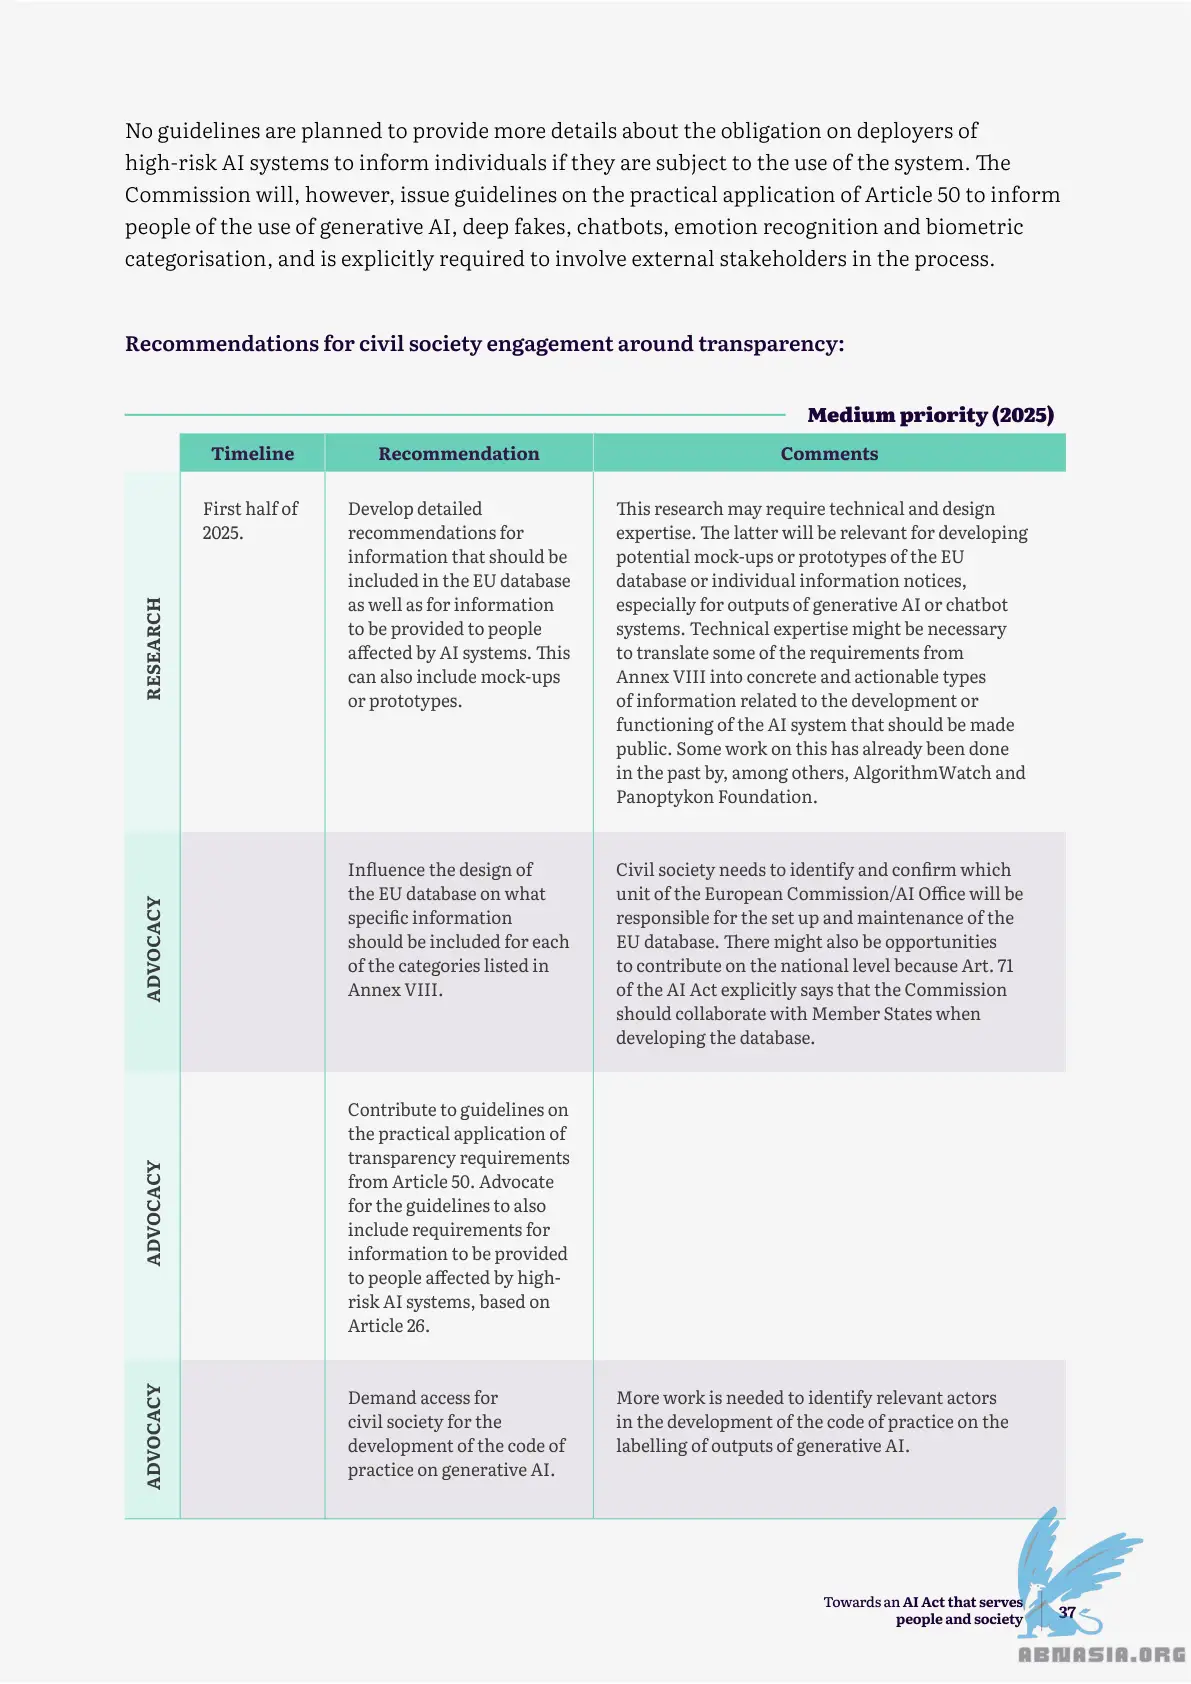 No guidelines are planned to provide more details about the obligation on deployers of
high-risk AI systems to inform individuals if they are subject to the use of the system. The
Commission will, however, issue guidelines on the practical application of Article 50 to inform
people of the use of generative AI, deep fakes, chatbots, emotion recognition and biometric
categorisation, and is explicitly required to involve external stakeholders in the process.
Recommendations for civil society engagement around transparency:
Medium priority (2025)
Timeline
Recommendation
Comments
RESEARCH
First half of
2025.
Develop detailed
recommendations for
information that should be
included in the EU database
as well as for information
to be provided to people
affected by AI systems. This
can also include mock-ups
or prototypes.
This research may require technical and design
expertise. The latter will be relevant for developing
potential mock-ups or prototypes of the EU
database or individual information notices,
especially for outputs of generative AI or chatbot
systems. Technical expertise might be necessary
to translate some of the requirements from
Annex VIII into concrete and actionable types
of information related to the development or
functioning of the AI system that should be made
public. Some work on this has already been done
in the past by, among others, AlgorithmWatch and
Panoptykon Foundation.
ADVOCACY
Influence the design of
the EU database on what
specific information
should be included for each
of the categories listed in
Annex VIII.
Civil society needs to identify and confirm which
unit of the European Commission/AI Office will be
responsible for the set up and maintenance of the
EU database. There might also be opportunities
to contribute on the national level because Art. 71
of the AI Act explicitly says that the Commission
should collaborate with Member States when
developing the database.
ADVOCACY
Contribute to guidelines on
the practical application of
transparency requirements
from Article 50. Advocate
for the guidelines to also
include requirements for
information to be provided
to people affected by high-
risk AI systems, based on
Article 26.
ADVOCACY
Demand access for
civil society for the
development of the code of
practice on generative AI.
More work is needed to identify relevant actors
in the development of the code of practice on the
labelling of outputs of generative AI.
Towards an AI Act that serves
people and society
37
ABNASIA.ORG